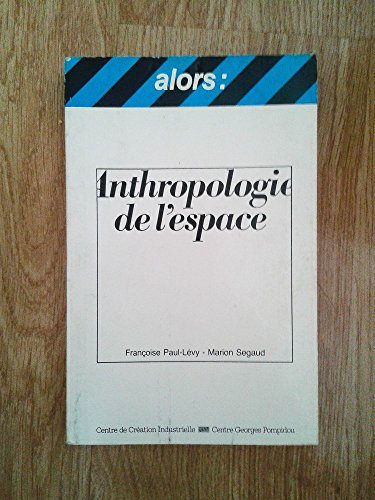 alors:
Anthropologie
de l'espace
Françoise Paul-Lévy - Marion Segaud
Centre de Création Industrielle Centre Georges Pompidou